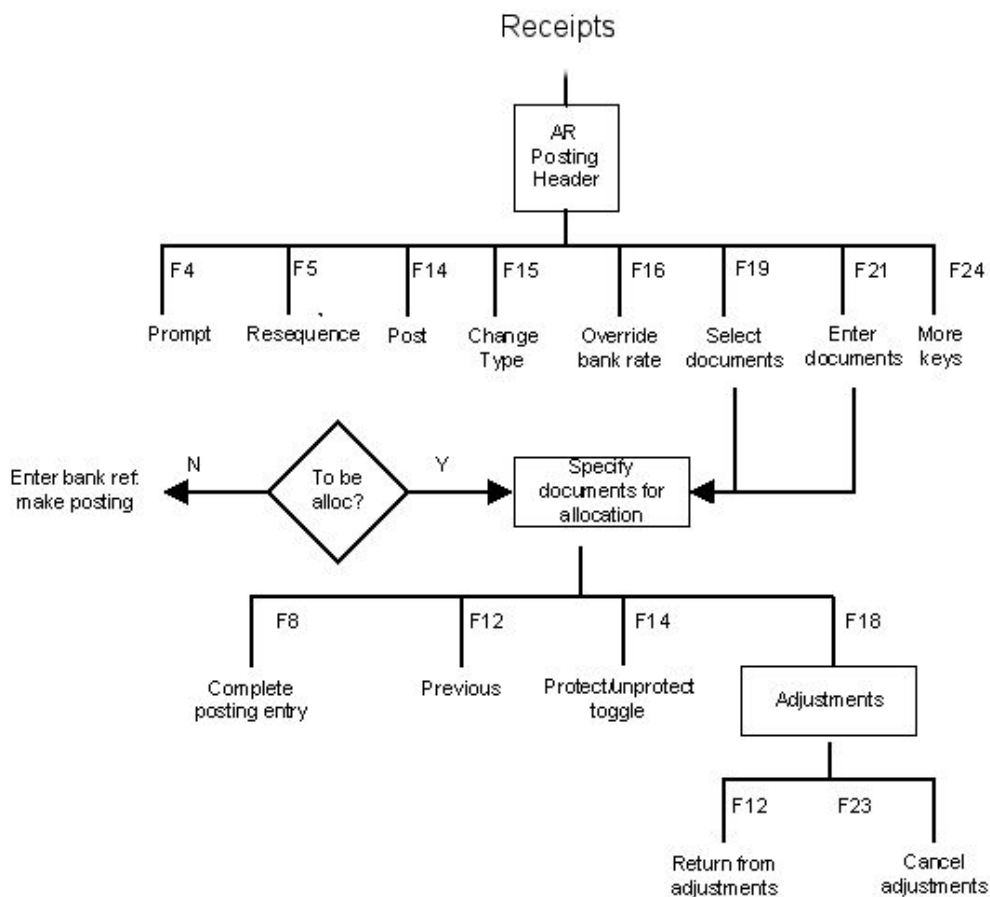 Receipts
AR
Posting
Header
F4
F5
F14
F15
F16
F19
F21
F24
Prompt
Resequence
Post
Change
Type
Override
bank rate
Select
documents
Enter
documents
More
keys
Enter bank ref.
make posting
N
To be
alloc?
Y
Specify
documents for
allocation
F8
F12
F14
F18
Complete
posting entry
Previous
Protect/unprotect
toggle
Adjustments
F12
F23
Return from
adjustments
Cancel
adjustments